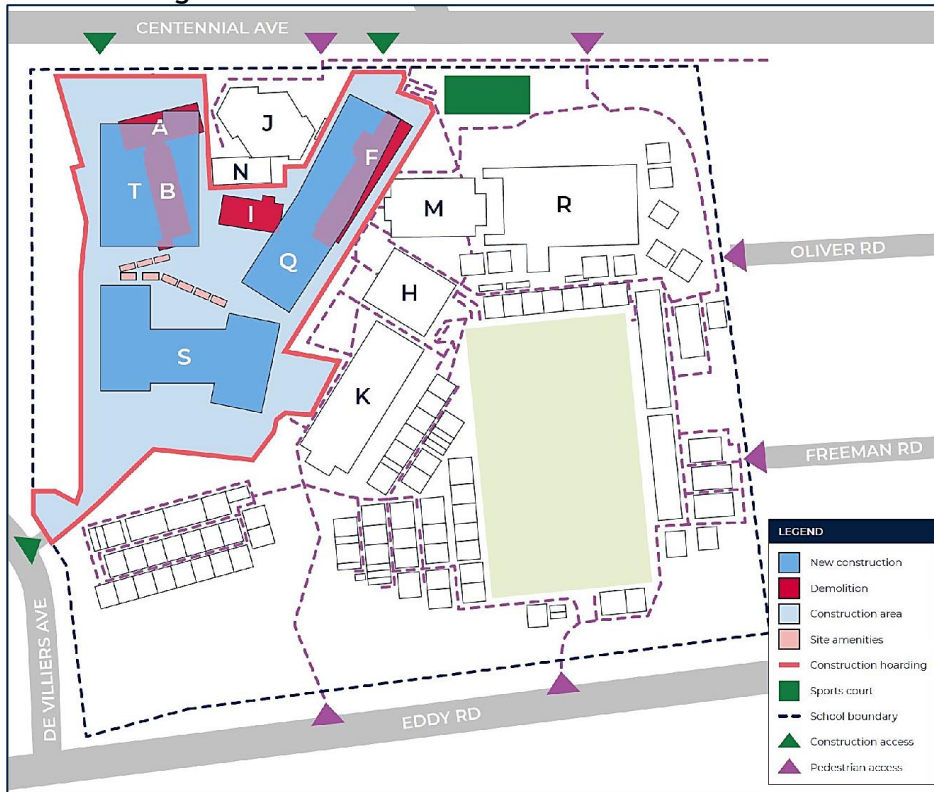 CENTENNIAL AVE
A
J
T
B
N
F
I
M
R
Q
OLIVER RD
H
S
K
FREEMAN RD
DE VILLIERS AVE
EDDY RD
LEGEND
New construction
Demolition
Construction area
Site amenities
Construction hoarding
Sports court
School boundary
Construction access
Pedestrian access